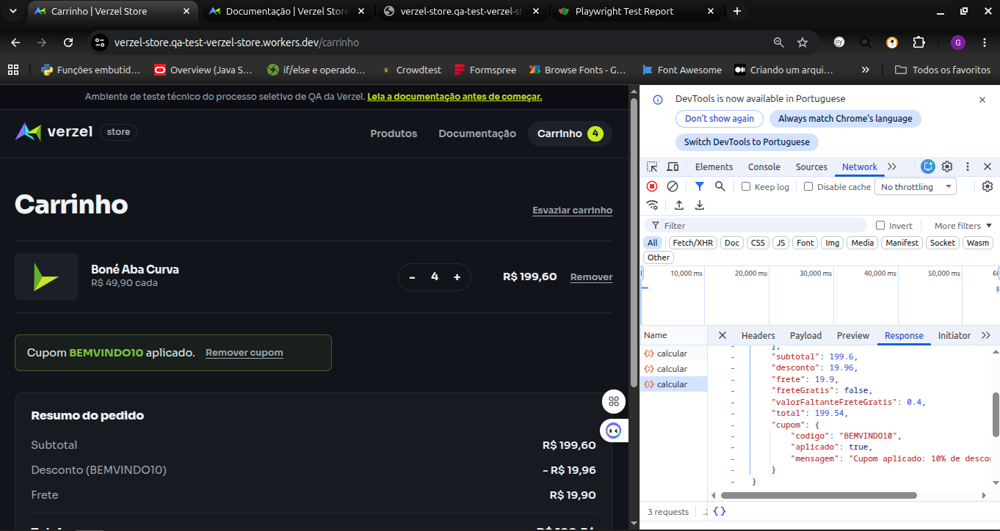 Carrinho | Verzel Store
Documentação | Verzel Store
verzel-store.qa-test-verzel-st
Playwright Test Report
verzel-store.qa-test-verzel-store.workers.dev/carrinho
G
Funções embutid...
Overview (Java S...
if/else e operado...
Crowdtest
Formspree
Browse Fonts - G...
Font Awesome
Criando um arqui...
Todos os favoritos
Ambiente de teste técnico do processo seletivo de QA da Verzel. Leia a documentação antes de começar.
verzel store
Produtos
Documentação
Carrinho 4
Carrinho
Esvaziar carrinho
Boné Aba Curva
R$ 49,90 cada
- 4 +
R$ 199,60
Remover
Cupom BEMVINDO10 aplicado. Remover cupom
Resumo do pedido
Subtotal R$ 199,60
Desconto (BEMVINDO10) - R$ 19,96
Frete R$ 19,90
DevTools is now available in Portuguese
Don't show again
Always match Chrome's language
Switch DevTools to Portuguese
Elements
Console
Sources
Network
Keep log
Disable cache
No throttling
Filter
Invert
More filters
All
Fetch/XHR
Doc
CSS
JS
Font
Img
Media
Manifest
Socket
Wasm
Other
10,000 ms
20,000 ms
30,000 ms
40,000 ms
50,000 ms
Name
Headers
Payload
Preview
Response
Initiator
calcular
calcular
calcular
- ],
- "subtotal": 199.6,
- "desconto": 19.96,
- "frete": 19.9,
- "freteGratis": false,
- "valorFaltanteFreteGratis": 0.4,
- "total": 199.54,
- "cupom": {
- "codigo": "BEMVINDO10",
- "aplicado": true,
- "mensagem": "Cupom aplicado: 10% de descon
- }
- }
3 requests
{}